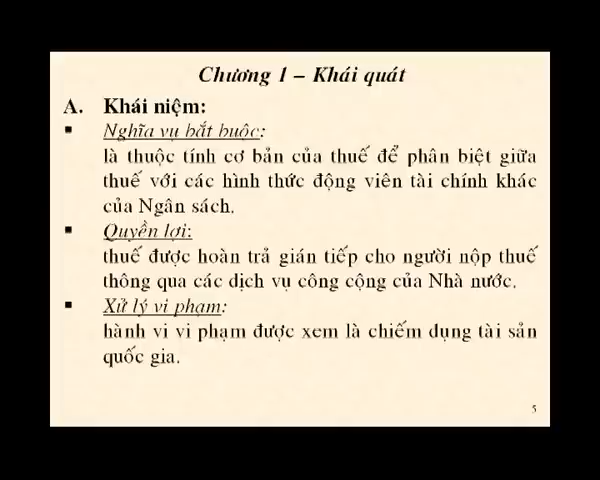 Chương 1 – Khái quát
A. Khái niệm:
▪ Nghĩa vụ bắt buộc:
là thuộc tính cơ bản của thuế để phân biệt giữa
thuế với các hình thức động viên tài chính khác
của Ngân sách.
▪ Quyền lợi:
thuế được hoàn trả gián tiếp cho người nộp thuế
thông qua các dịch vụ công cộng của Nhà nước.
▪ Xử lý vi phạm:
hành vi vi phạm được xem là chiếm dụng tài sản
quốc gia.
5